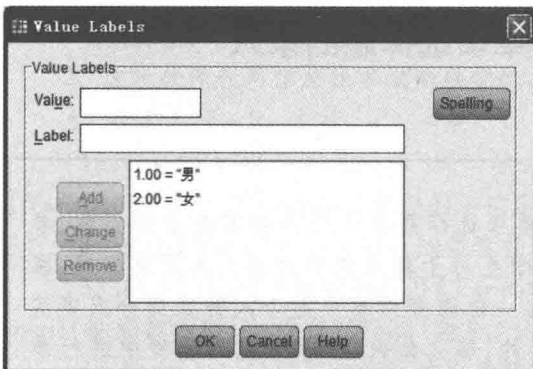 Value Labels
Value Labels
Value:
Spelling...
Label:
1.00 = "男"
2.00 = "女"
Add
Change
Remove
OK
Cancel
Help